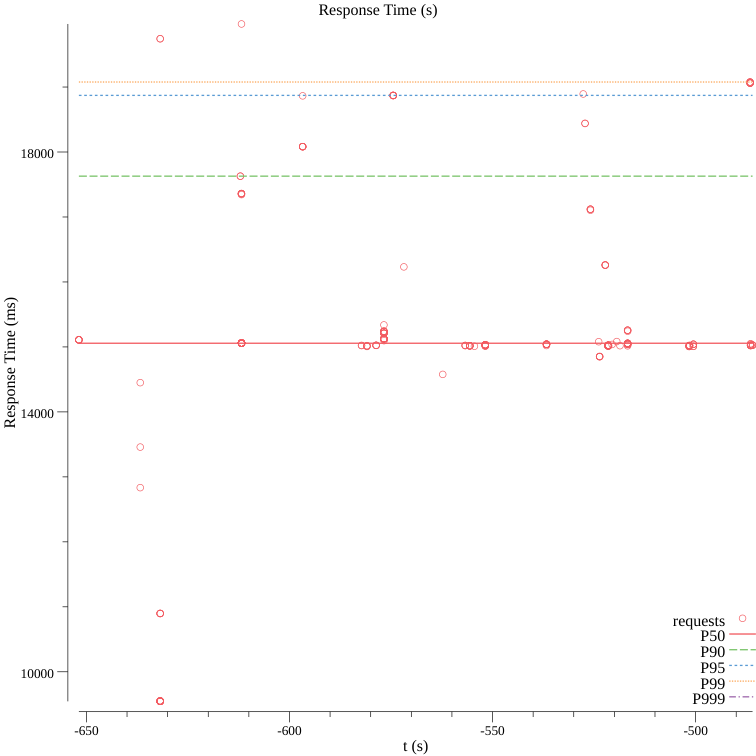 Response Time (s)
18000
14000
10000
Response Time (ms)
requests
P50
P90
P95
P99
P999
-650 -600 -550 -500
t (s)